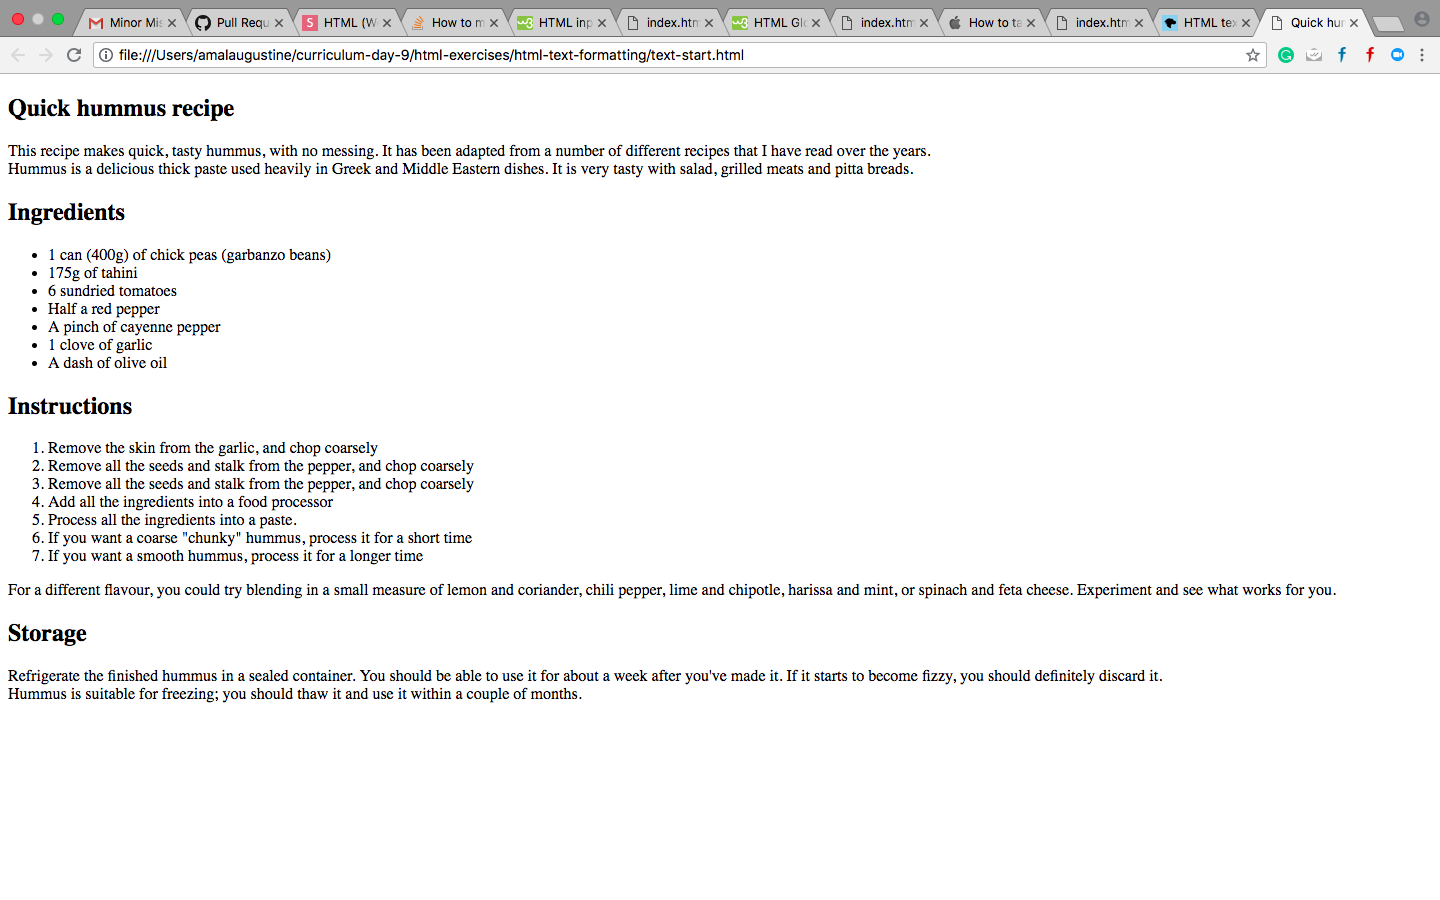 Minor Mis
Pull Requ
HTML (W
How to m
HTML inp
index.htm
HTML Glo
index.htm
How to ta
index.htm
HTML tex
Quick hur
file:///Users/amalaugustine/curriculum-day-9/html-exercises/html-text-formatting/text-start.html
Quick hummus recipe
This recipe makes quick, tasty hummus, with no messing. It has been adapted from a number of different recipes that I have read over the years.
Hummus is a delicious thick paste used heavily in Greek and Middle Eastern dishes. It is very tasty with salad, grilled meats and pitta breads.
Ingredients
• 1 can (400g) of chick peas (garbanzo beans)
• 175g of tahini
• 6 sundried tomatoes
• Half a red pepper
• A pinch of cayenne pepper
• 1 clove of garlic
• A dash of olive oil
Instructions
1. Remove the skin from the garlic, and chop coarsely
2. Remove all the seeds and stalk from the pepper, and chop coarsely
3. Remove all the seeds and stalk from the pepper, and chop coarsely
4. Add all the ingredients into a food processor
5. Process all the ingredients into a paste.
6. If you want a coarse "chunky" hummus, process it for a short time
7. If you want a smooth hummus, process it for a longer time
For a different flavour, you could try blending in a small measure of lemon and coriander, chili pepper, lime and chipotle, harissa and mint, or spinach and feta cheese. Experiment and see what works for you.
Storage
Refrigerate the finished hummus in a sealed container. You should be able to use it for about a week after you've made it. If it starts to become fizzy, you should definitely discard it.
Hummus is suitable for freezing; you should thaw it and use it within a couple of months.